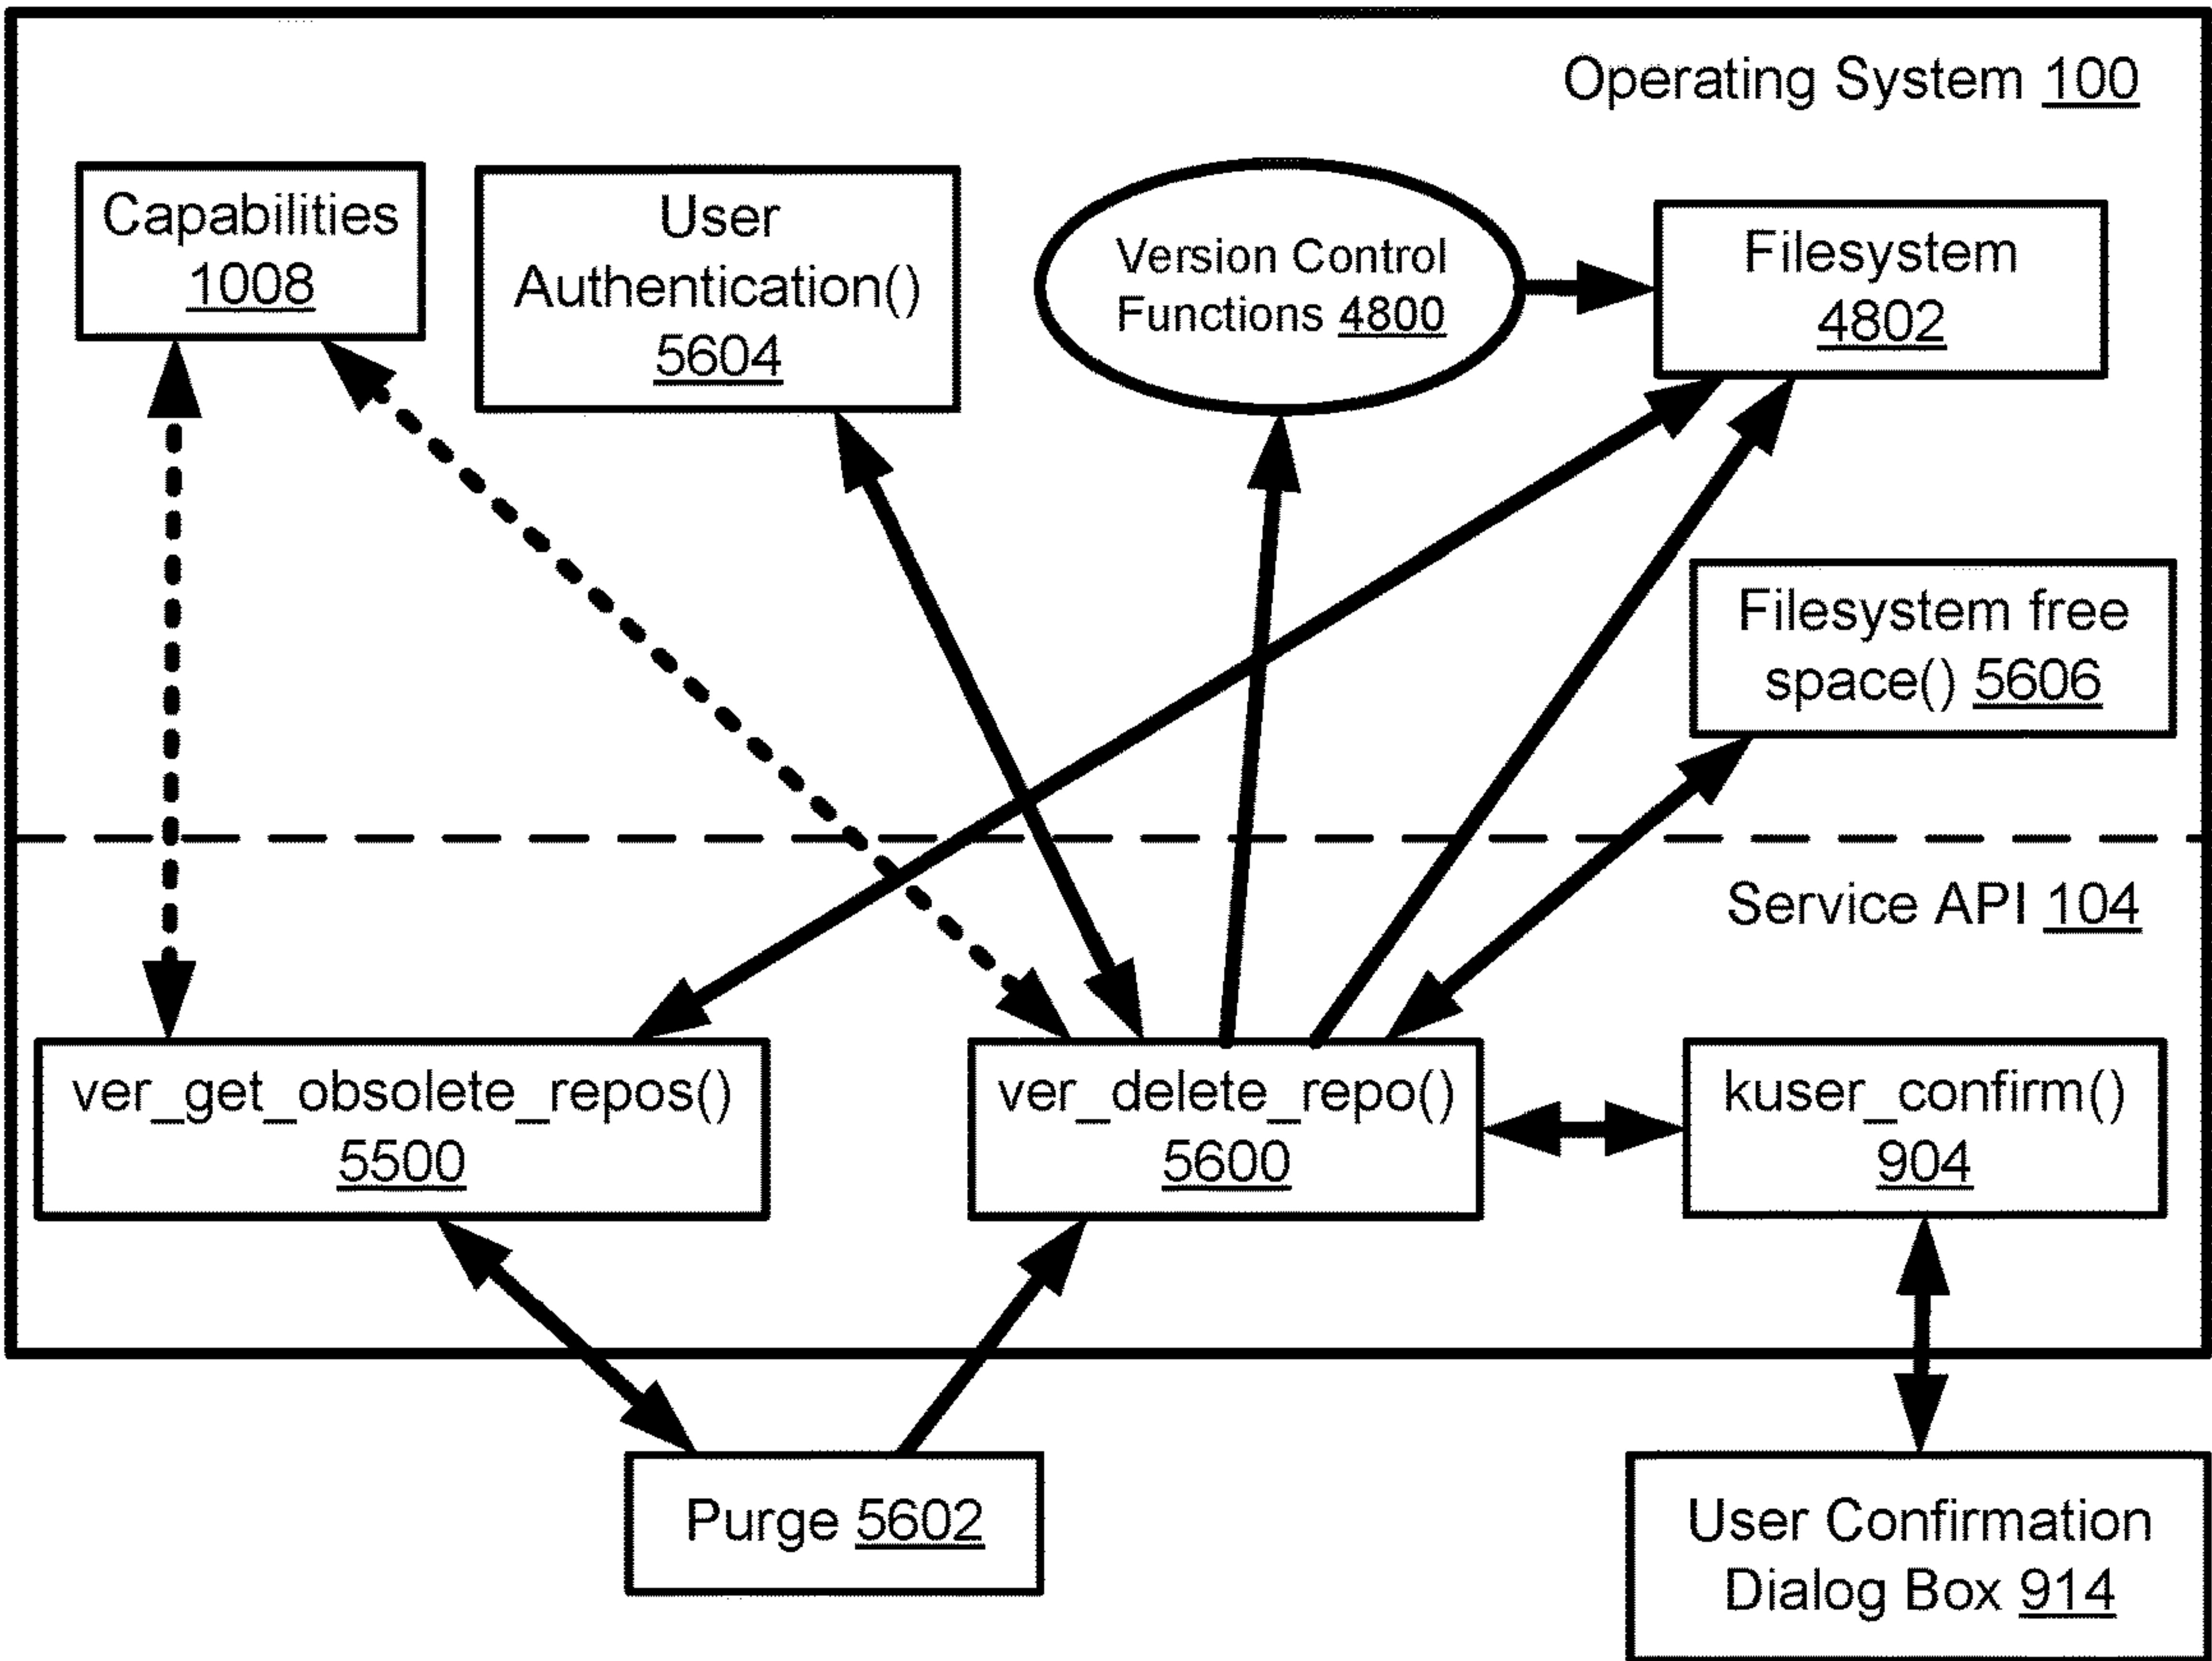 Operating System 100
Capabilities
1008
User
Authentication()
5604
Version Control
Functions 4800
Filesystem
4802
Filesystem free
space() 5606
Service API 104
ver_get_obsolete_repos()
5500
ver_delete_repo()
5600
kuser_confirm()
904
Purge 5602
User Confirmation
Dialog Box 914